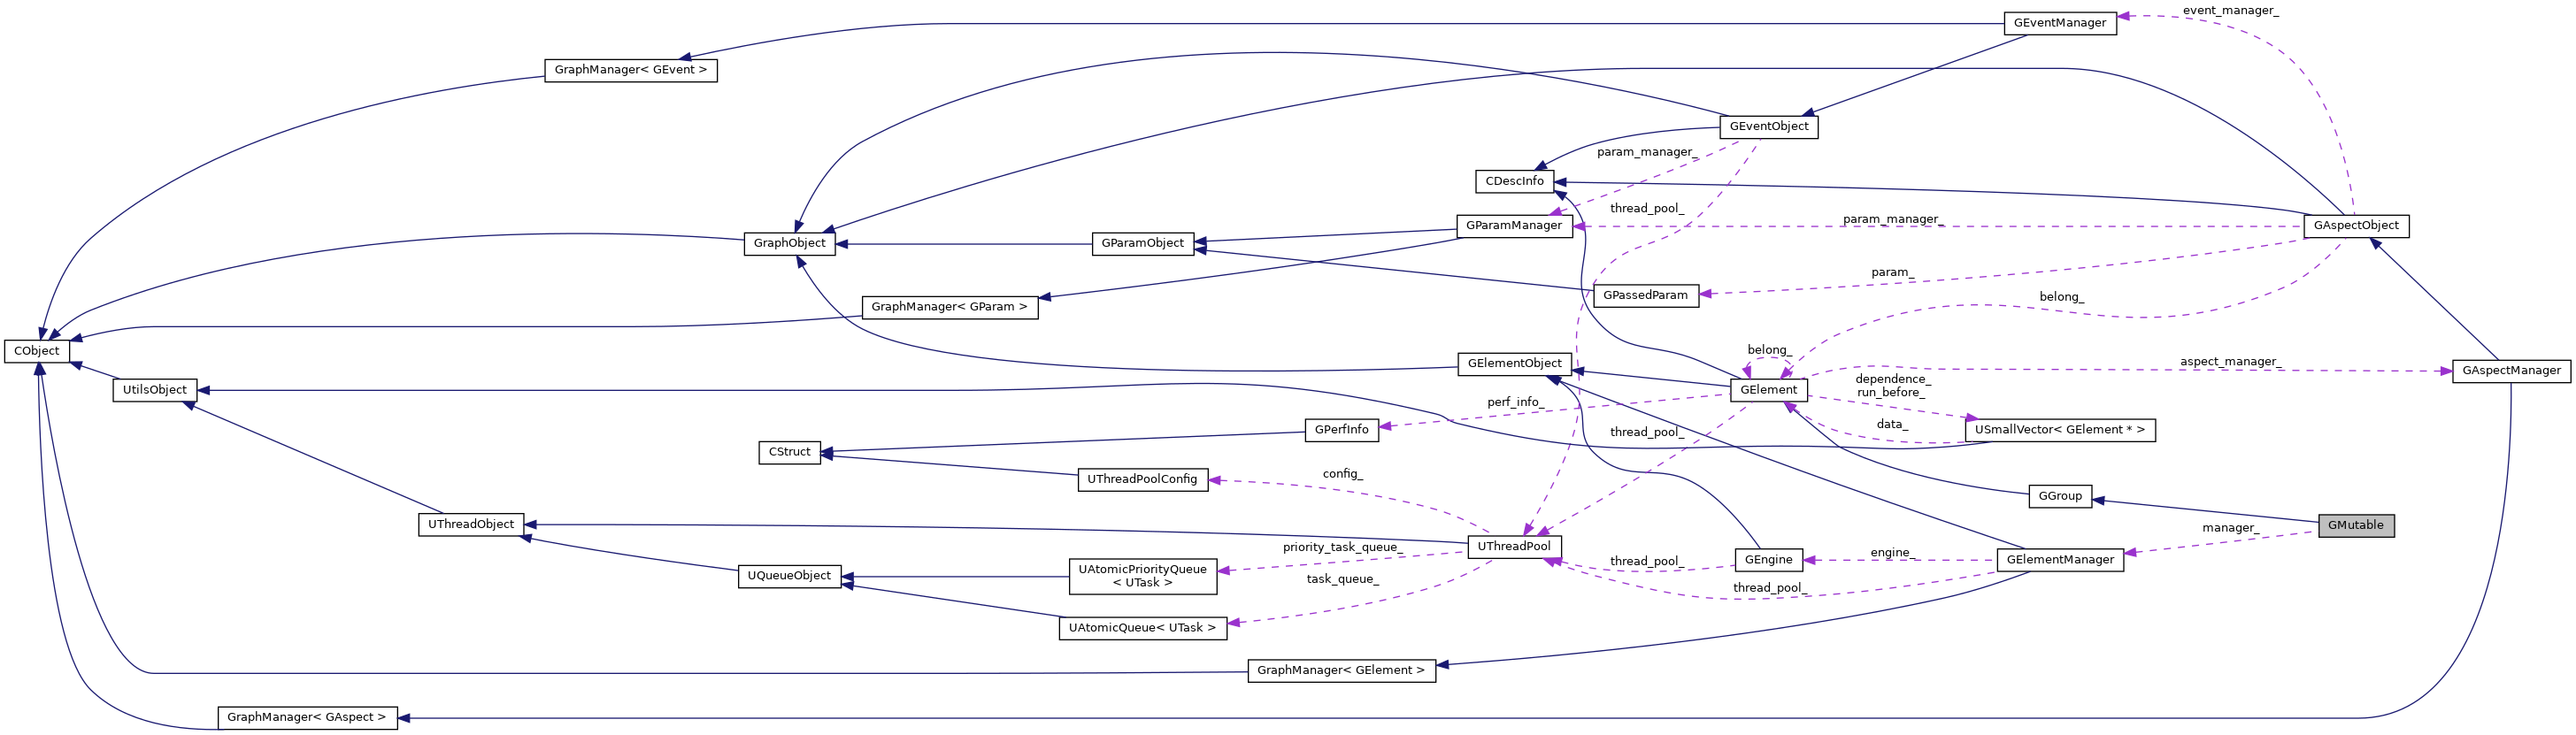 event_manager_
GEventManager
GraphManager< GEvent >
GEventObject
param_manager_
CDescInfo
thread_pool_
GParamManager
param_manager_
GAspectObject
GraphObject
GParamObject
param_
GPassedParam
belong_
GraphManager< GParam >
CObject
belong_
GElementObject
aspect_manager_
GAspectManager
UtilsObject
GElement
dependence_
run_before_
perf_info_
data_
GPerfInfo
thread_pool_
USmallVector< GElement * >
CStruct
config_
UThreadPoolConfig
GGroup
UThreadObject
GMutable
manager_
priority_task_queue_
UThreadPool
engine_
thread_pool_
GEngine
GElementManager
UQueueObject
UAtomicPriorityQueue
< UTask >
task_queue_
thread_pool_
UAtomicQueue< UTask >
GraphManager< GElement >
GraphManager< GAspect >